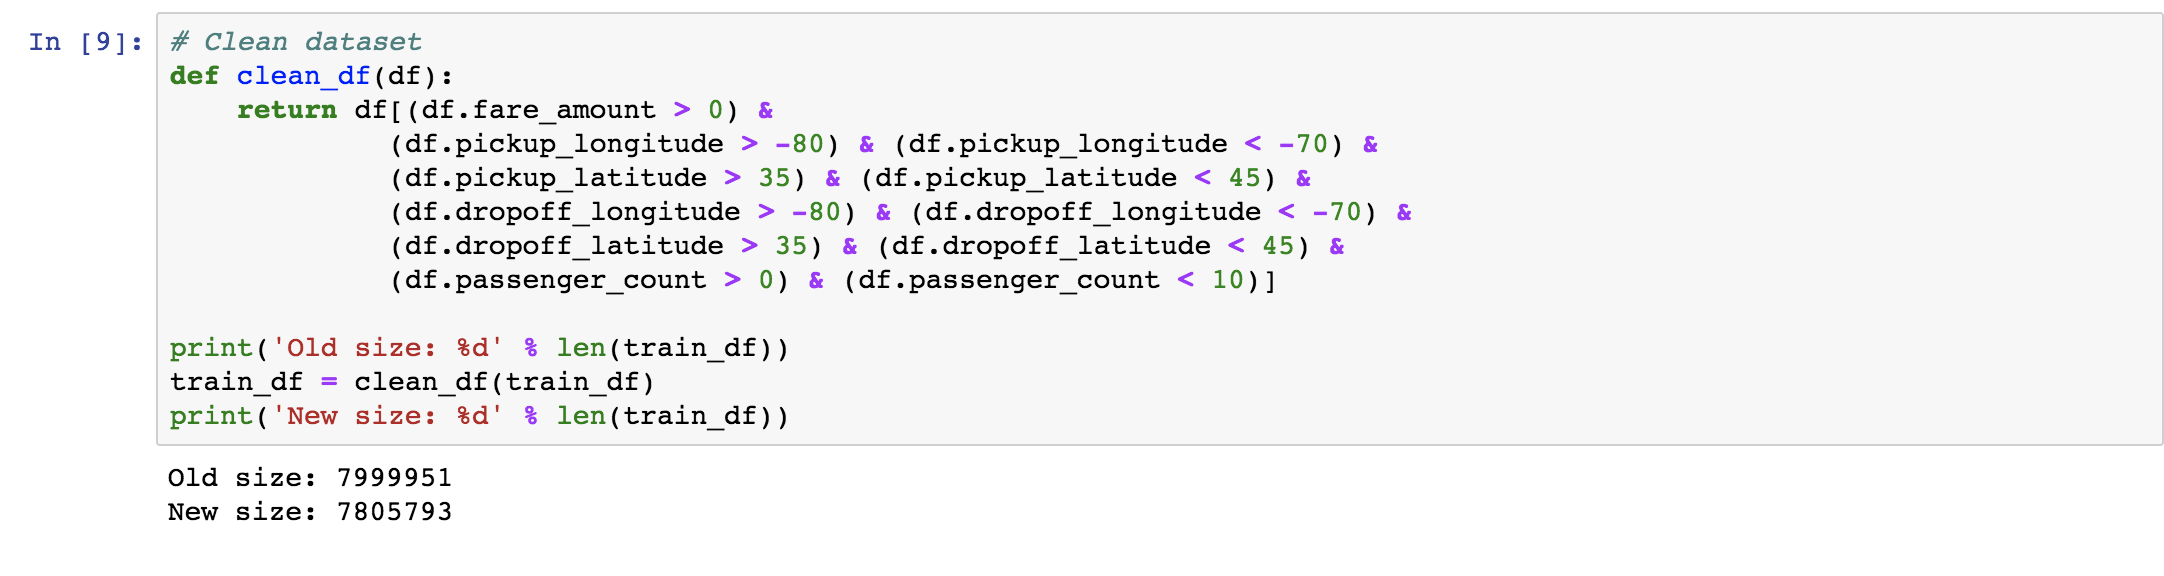 In [9]: # Clean dataset
def clean_df(df):
    return df[(df.fare_amount > 0) &
             (df.pickup_longitude > -80) & (df.pickup_longitude < -70) &
             (df.pickup_latitude > 35) & (df.pickup_latitude < 45) &
             (df.dropoff_longitude > -80) & (df.dropoff_longitude < -70) &
             (df.dropoff_latitude > 35) & (df.dropoff_latitude < 45) &
             (df.passenger_count > 0) & (df.passenger_count < 10)]

print('Old size: %d' % len(train_df))
train_df = clean_df(train_df)
print('New size: %d' % len(train_df))
Old size: 7999951
New size: 7805793